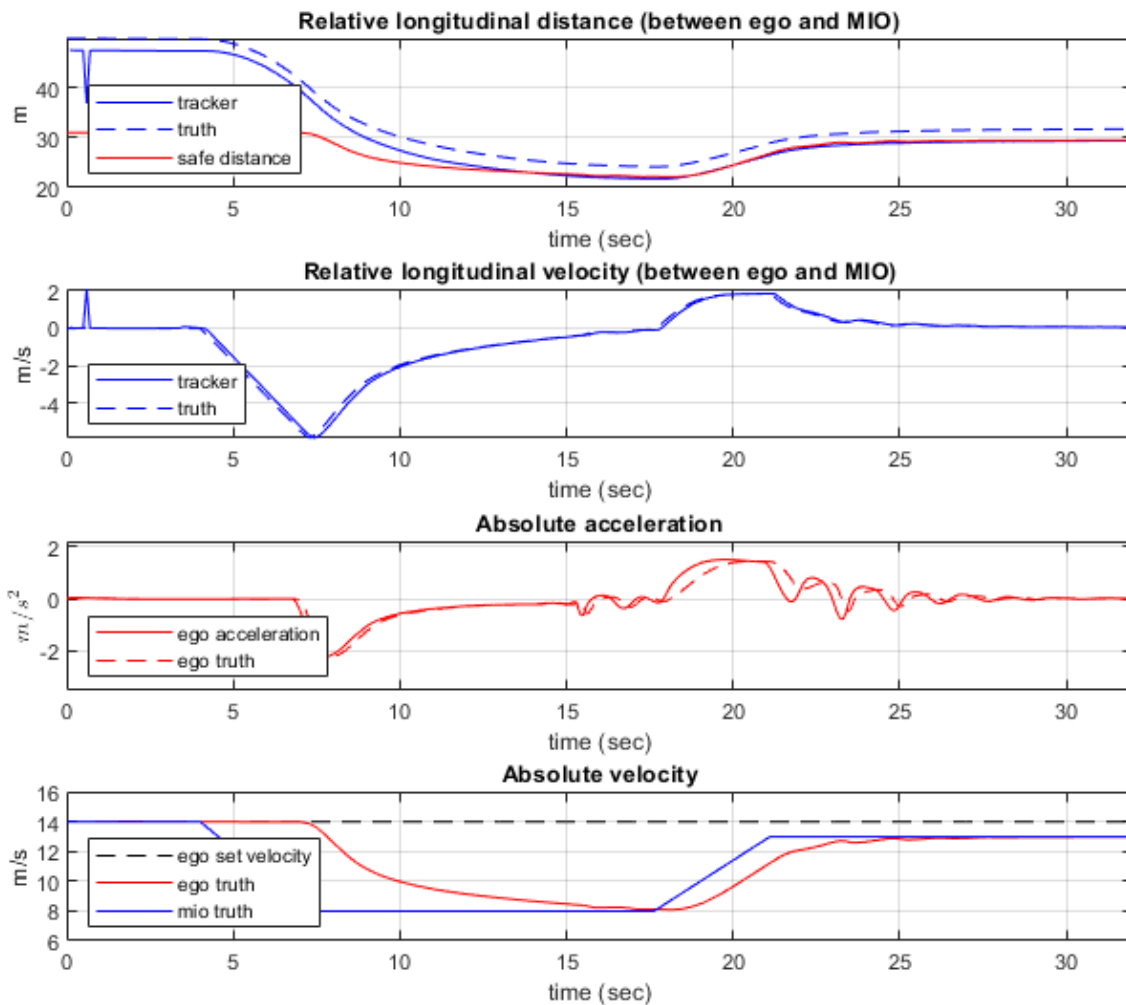 Relative longitudinal distance (between ego and MIO)
m
40
30
20
tracker
truth
safe distance
0 5 10 15 20 25 30
time (sec)
Relative longitudinal velocity (between ego and MIO)
m/s
2
0
-2
-4
tracker
truth
0 5 10 15 20 25 30
time (sec)
Absolute acceleration
m/s²
2
0
-2
ego acceleration
ego truth
0 5 10 15 20 25 30
time (sec)
Absolute velocity
m/s
16
14
12
10
8
6
ego set velocity
ego truth
mio truth
0 5 10 15 20 25 30
time (sec)